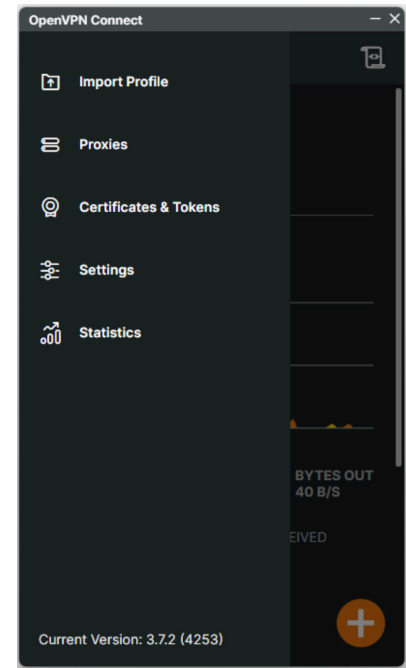 OpenVPN Connect
Import Profile
Proxies
Certificates & Tokens
Settings
Statistics
BYTES OUT
40 B/S
EIVED
Current Version: 3.7.2 (4253)